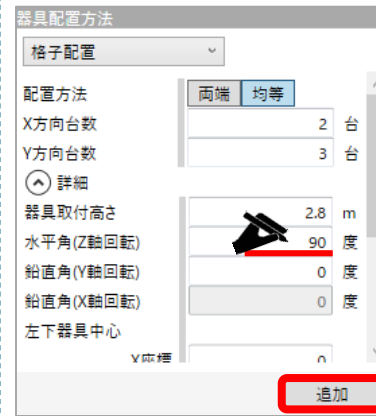 器具配置方法
格子配置
配置方法 両端 均等
X方向台数 2 台
Y方向台数 3 台
詳細
器具取付高さ 2.8 m
水平角(Z軸回転) 90 度
鉛直角(Y軸回転) 0 度
鉛直角(X軸回転) 0 度
左下器具中心
X座標 0
追加